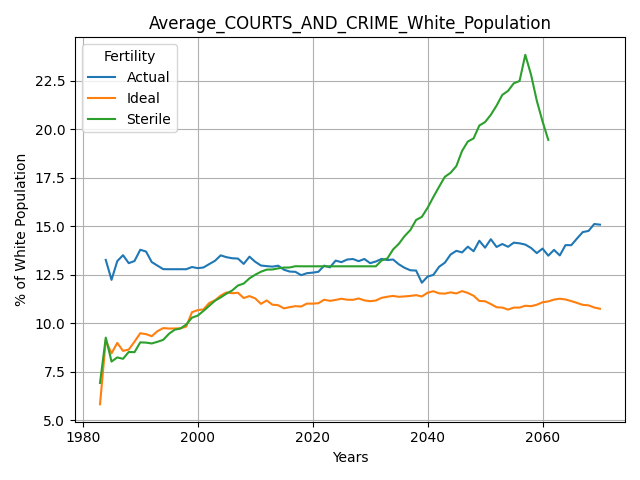 Average_COURTS_AND_CRIME_White_Population
Fertility
Actual
Ideal
Sterile
% of White Population
22.5
20.0
17.5
15.0
12.5
10.0
7.5
5.0
1980
2000
2020
2040
2060
Years